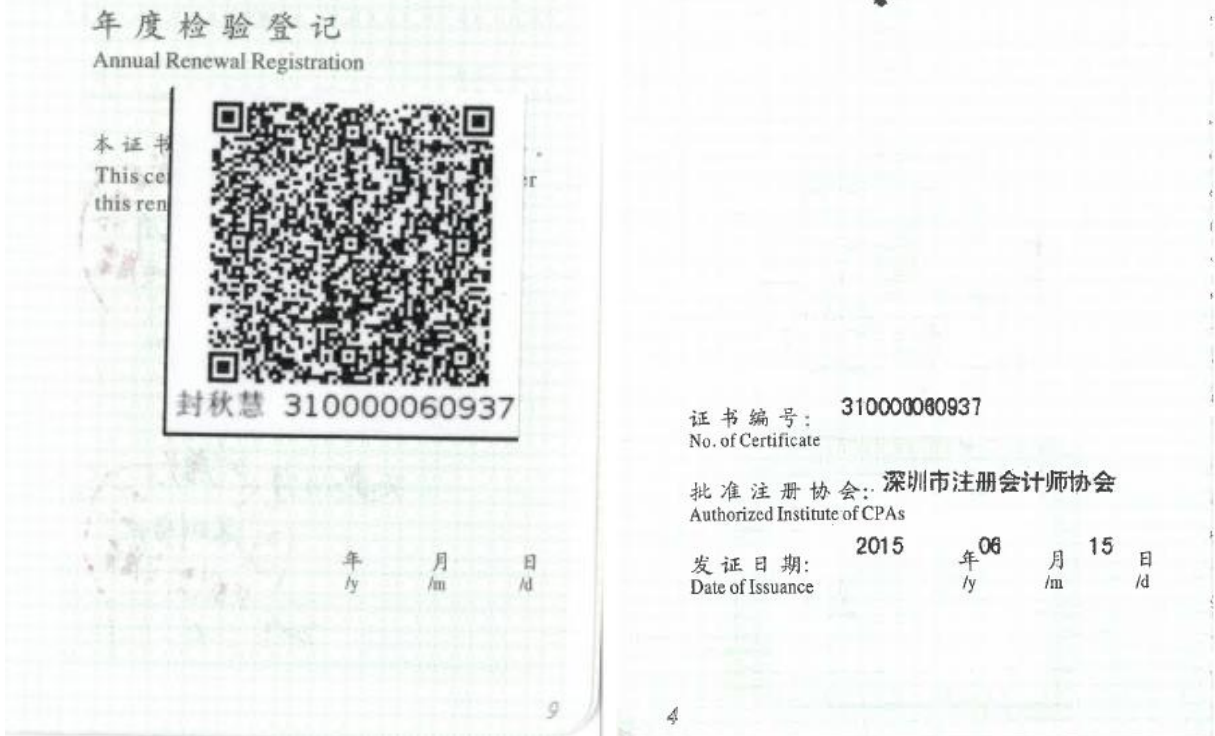 年度检验登记
Annual Renewal Registration
本证书
This ce
er
this ren
封秋慧 310000060937
年 月 日
/y /m /d
9
证书编号: 310000060937
No. of Certificate
批准注册协会: 深圳市注册会计师协会
Authorized Institute of CPAs
发证日期: 2015 年 06 月 15 日
Date of Issuance /y /m /d
4